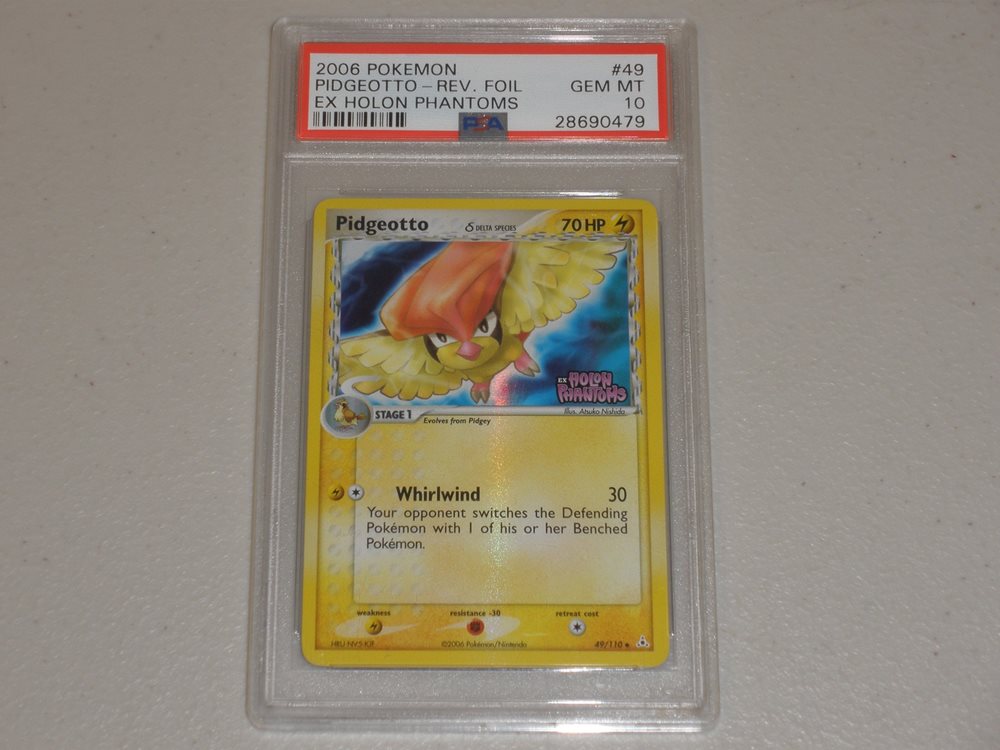 2006 POKEMON #49
PIDGEOTTO – REV. FOIL GEM MT
EX HOLON PHANTOMS 10
PSA 28690479
Pidgeotto δ DELTA SPECIES 70 HP
EX HOLON
PHANTOMS
Illus. Atsuko Nishida
STAGE 1
Evolves from Pidgey
Whirlwind 30
Your opponent switches the Defending
Pokémon with 1 of his or her Benched
Pokémon.
weakness resistance -30 retreat cost
©2006 Pokémon/Nintendo 49/110